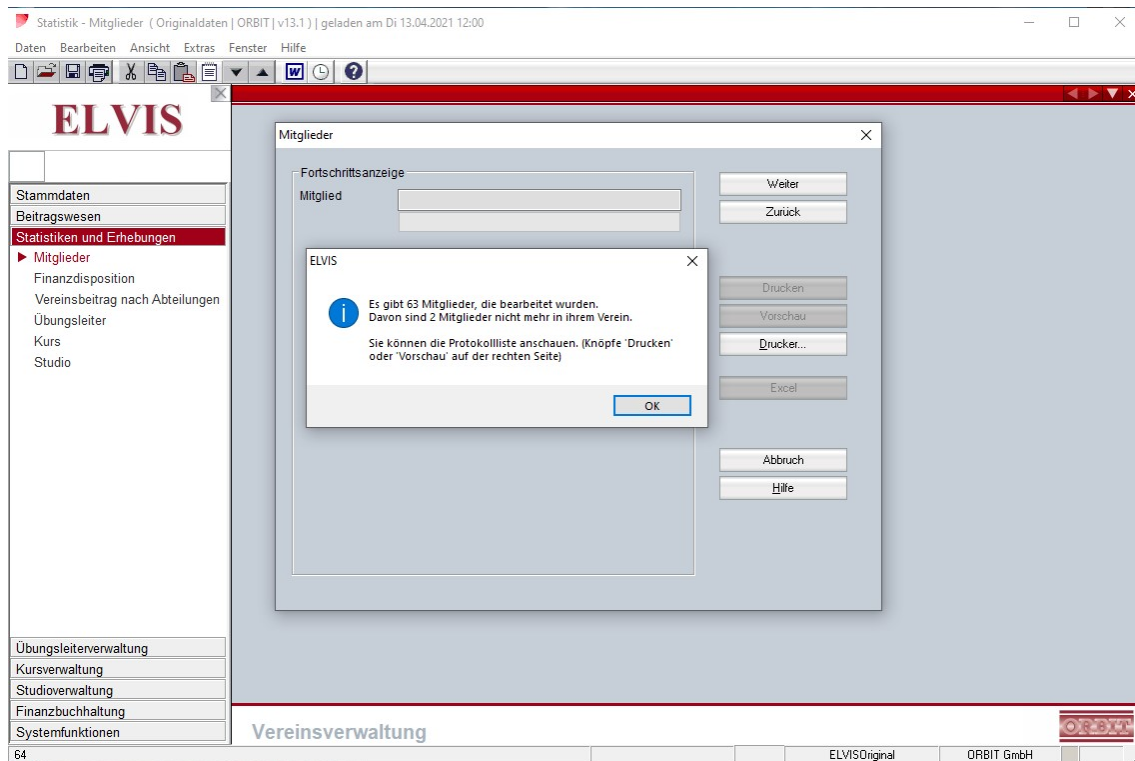 Statistik - Mitglieder ( Originaldaten | ORBIT | v13.1 ) | geladen am Di 13.04.2021 12:00
Daten Bearbeiten Ansicht Extras Fenster Hilfe
W
?
ELVIS
Stammdaten
Beitragswesen
Statistiken und Erhebungen
Mitglieder
Finanzdisposition
Vereinsbeitrag nach Abteilungen
Übungsleiter
Kurs
Studio
Übungsleiterverwaltung
Kursverwaltung
Studioverwaltung
Finanzbuchhaltung
Systemfunktionen
Mitglieder
Fortschrittsanzeige
Mitglied
Weiter
Zurück
Drucken
Vorschau
Drucker...
Excel
Abbruch
Hilfe
ELVIS
i
Es gibt 63 Mitglieder, die bearbeitet wurden.
Davon sind 2 Mitglieder nicht mehr in ihrem Verein.
Sie können die Protokollliste anschauen. (Knöpfe 'Drucken'
oder 'Vorschau' auf der rechten Seite)
OK
Vereinsverwaltung
ORBIT
64
ELVISOriginal
ORBIT GmbH